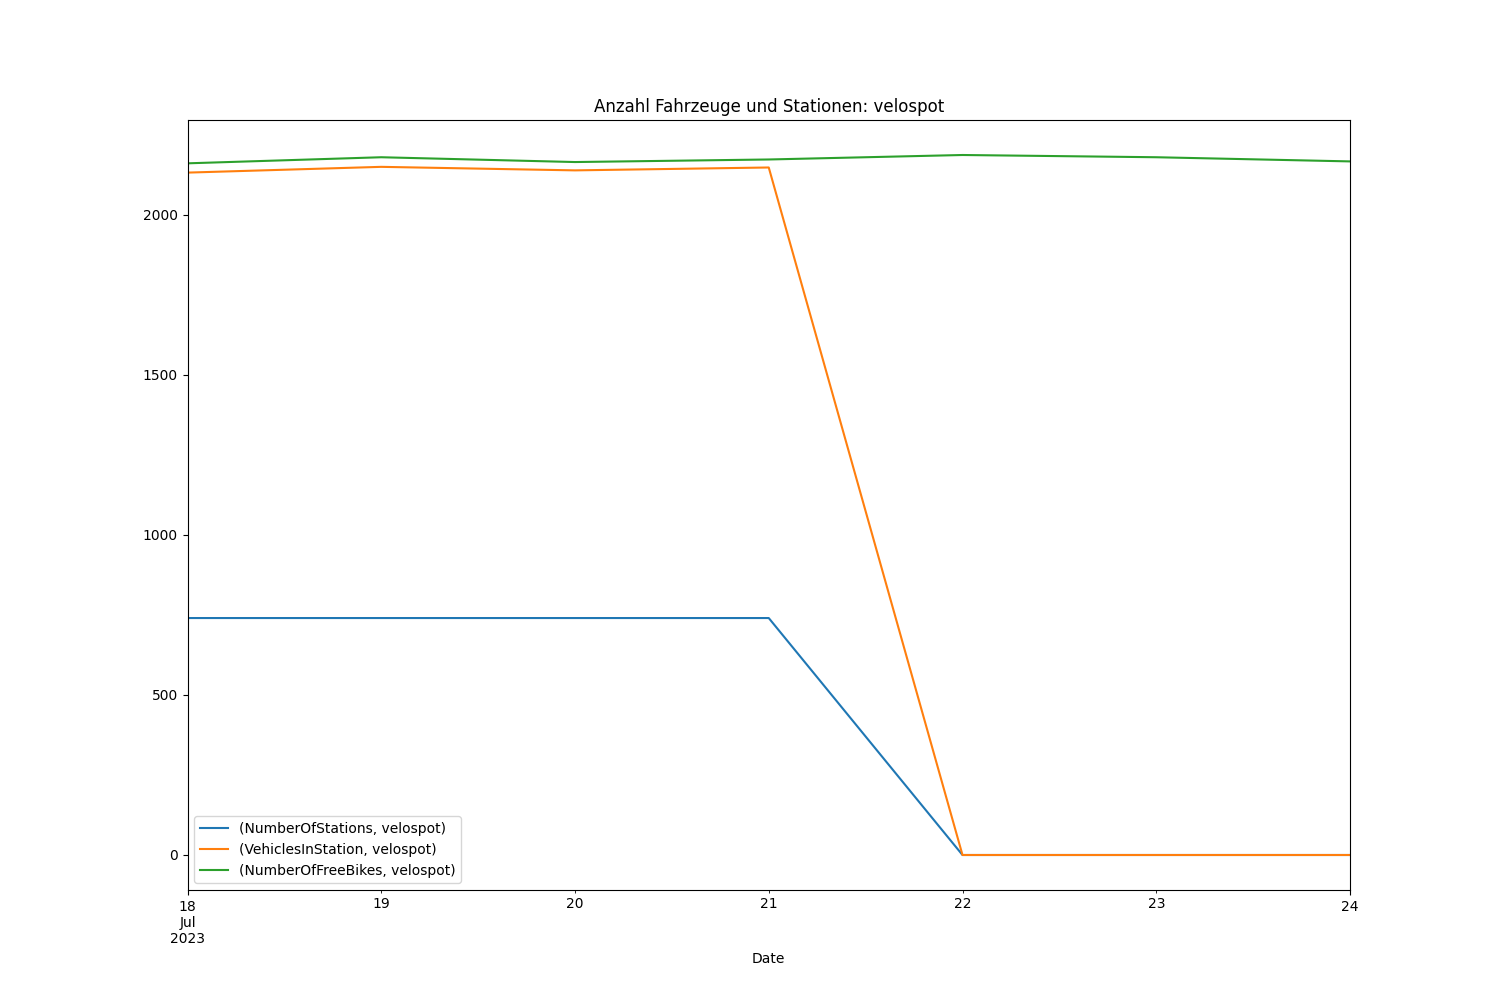 Anzahl Fahrzeuge und Stationen: velospot
2000
1500
1000
500
0
(NumberOfStations, velospot)
(VehiclesInStation, velospot)
(NumberOfFreeBikes, velospot)
18 19 20 21 22 23 24
Jul
2023
Date